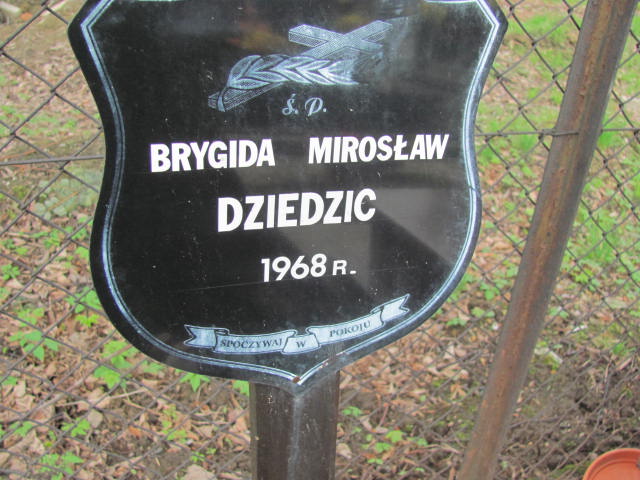 Ś. P.
BRYGIDA MIROSŁAW
DZIEDZIC
1968 R.
SPOCZYWAJ W POKOJU